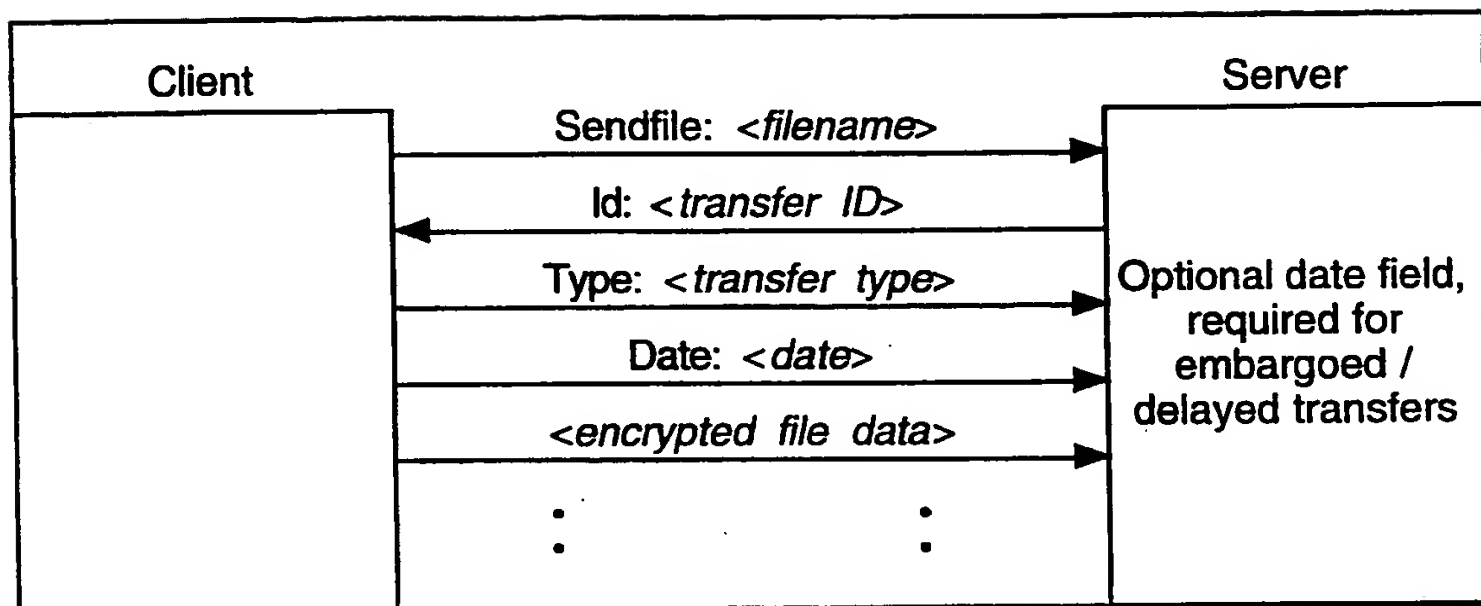 Client
Server
Sendfile: <filename>
Id: <transfer ID>
Type: <transfer type>
Date: <date>
<encrypted file data>
Optional date field,
required for
embargoed /
delayed transfers